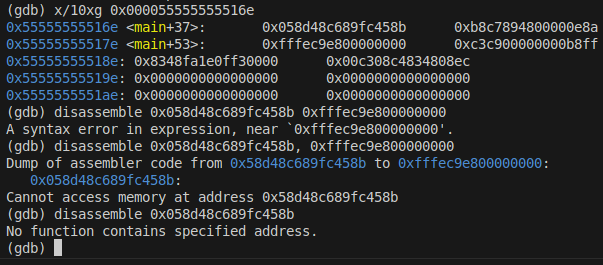 (gdb) x/10xg 0x000055555555516e
0x55555555516e <main+37>: 0x058d48c689fc458b 0xb8c7894800000e8a
0x55555555517e <main+53>: 0xfffec9e800000000 0xc3c900000000b8ff
0x55555555518e: 0x8348fa1e0ff30000 0x00c308c4834808ec
0x55555555519e: 0x0000000000000000 0x0000000000000000
0x5555555551ae: 0x0000000000000000 0x0000000000000000
(gdb) disassemble 0x058d48c689fc458b 0xfffec9e800000000
A syntax error in expression, near `0xfffec9e800000000'.
(gdb) disassemble 0x058d48c689fc458b, 0xfffec9e800000000
Dump of assembler code from 0x58d48c689fc458b to 0xfffec9e800000000:
0x058d48c689fc458b:
Cannot access memory at address 0x58d48c689fc458b
(gdb) disassemble 0x058d48c689fc458b
No function contains specified address.
(gdb)